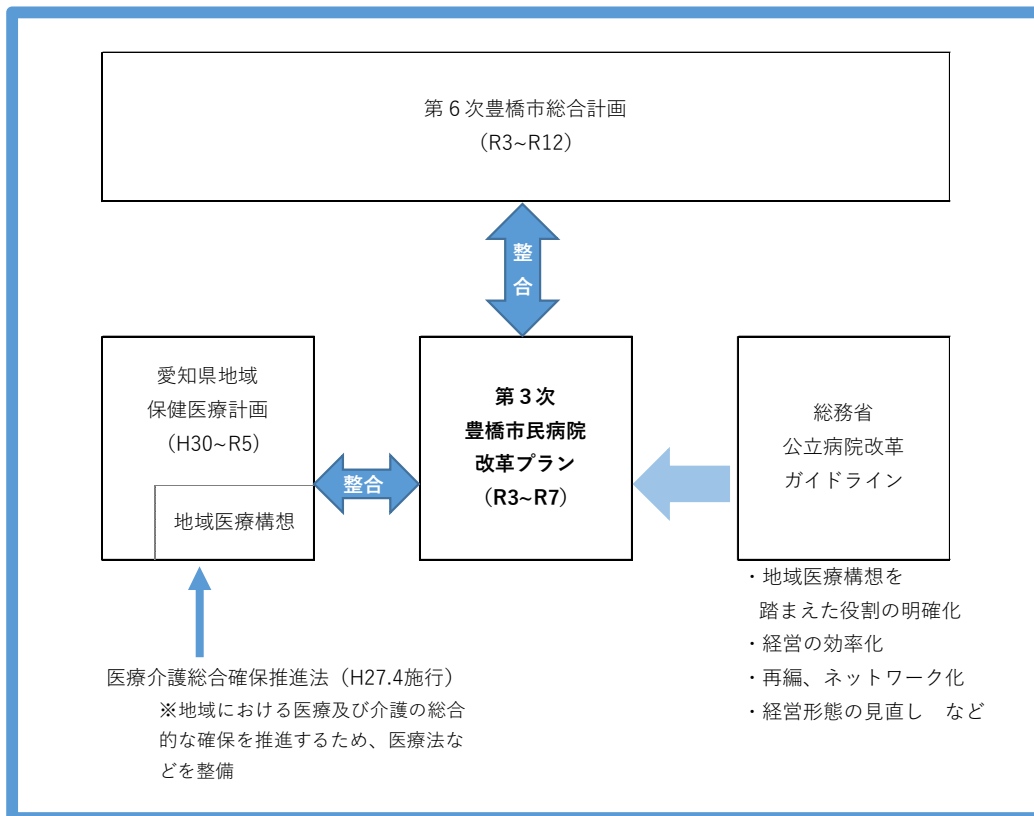 第６次豊橋市総合計画
（R3~R12）
整
合
愛知県地域
保健医療計画
（H30~R5）
地域医療構想
整合
第３次
豊橋市民病院
改革プラン
（R3~R7）
総務省
公立病院改革
ガイドライン
・地域医療構想を
踏まえた役割の明確化
・経営の効率化
・再編、ネットワーク化
・経営形態の見直し　など
医療介護総合確保推進法（H27.4施行）
※地域における医療及び介護の総合
的な確保を推進するため、医療法な
どを整備